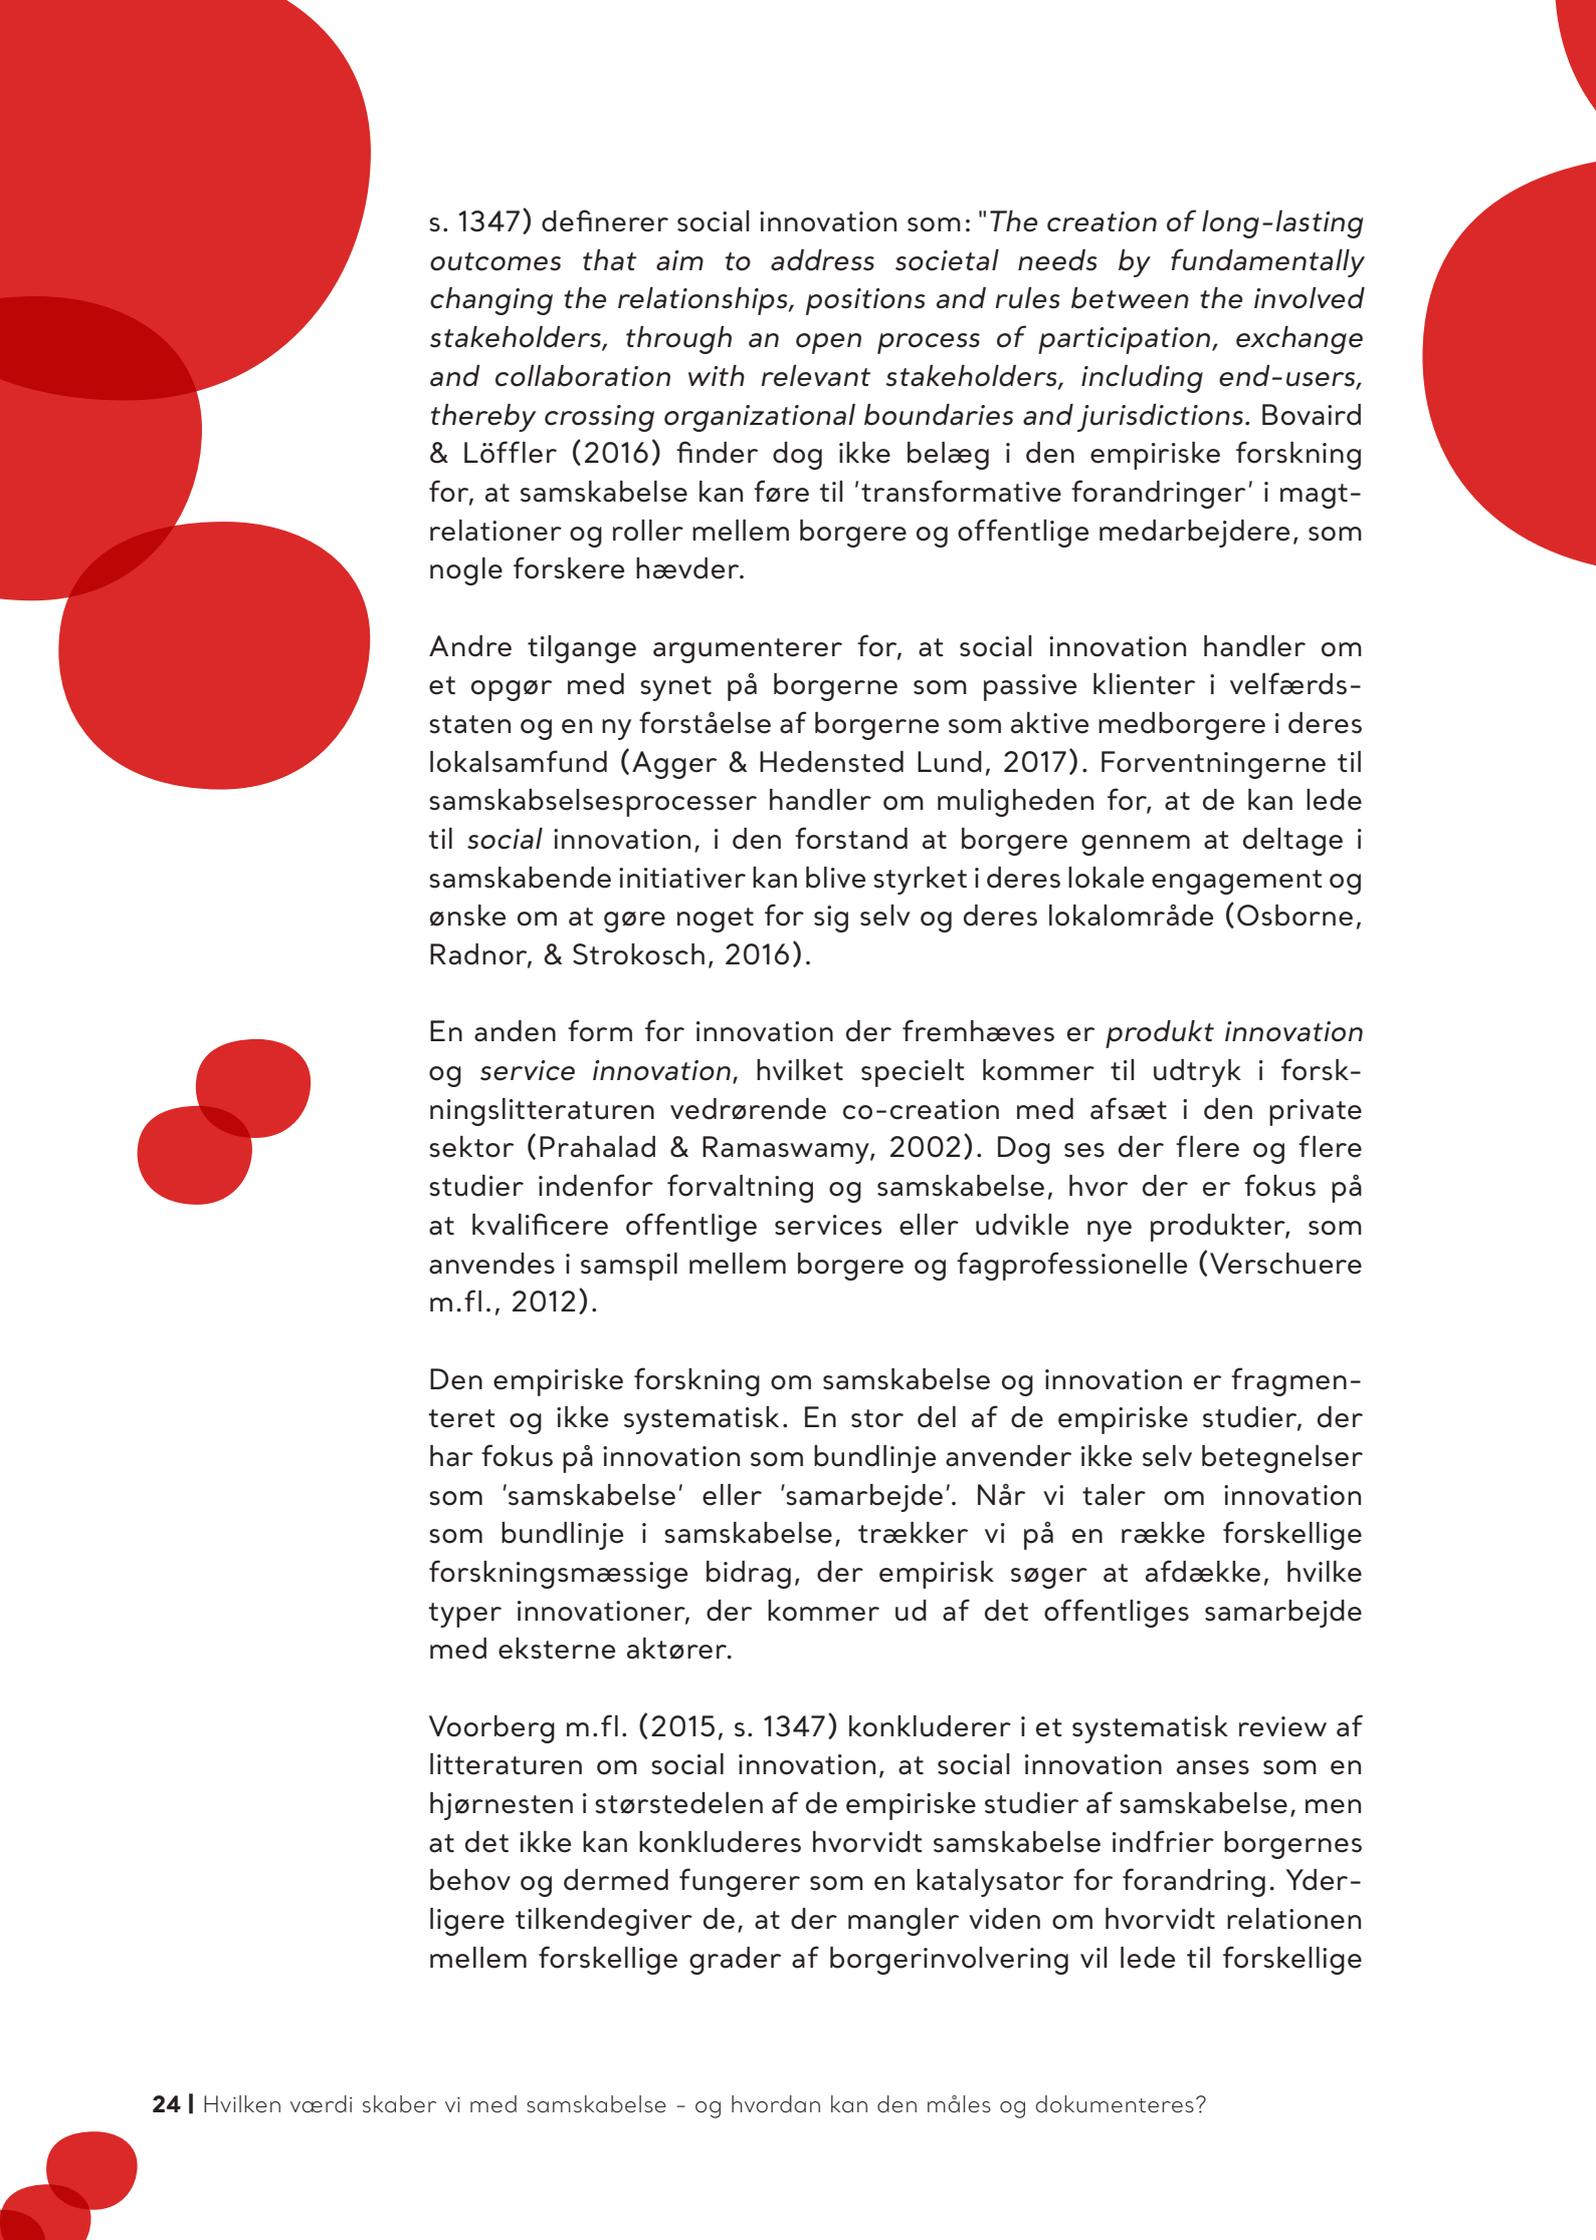 s. 1347) definerer social innovation som: "The creation of long-lasting
outcomes that aim to address societal needs by fundamentally
changing the relationships, positions and rules between the involved
stakeholders, through an open process of participation, exchange
and collaboration with relevant stakeholders, including end-users,
thereby crossing organizational boundaries and jurisdictions. Bovaird
& Löffler (2016) finder dog ikke belæg i den empiriske forskning
for, at samskabelse kan føre til 'transformative forandringer' i magt-
relationer og roller mellem borgere og offentlige medarbejdere, som
nogle forskere hævder.
Andre tilgange argumenterer for, at social innovation handler om
et opgør med synet på borgerne som passive klienter i velfærds-
staten og en ny forståelse af borgerne som aktive medborgere i deres
lokalsamfund (Agger & Hedensted Lund, 2017). Forventningerne til
samskabselsesprocesser handler om muligheden for, at de kan lede
til social innovation, i den forstand at borgere gennem at deltage i
samskabende initiativer kan blive styrket i deres lokale engagement og
ønske om at gøre noget for sig selv og deres lokalområde (Osborne,
Radnor, & Strokosch, 2016).
En anden form for innovation der fremhæves er produkt innovation
og service innovation, hvilket specielt kommer til udtryk i forsk-
ningslitteraturen vedrørende co-creation med afsæt i den private
sektor (Prahalad & Ramaswamy, 2002). Dog ses der flere og flere
studier indenfor forvaltning og samskabelse, hvor der er fokus på
at kvalificere offentlige services eller udvikle nye produkter, som
anvendes i samspil mellem borgere og fagprofessionelle (Verschuere
m.fl., 2012).
Den empiriske forskning om samskabelse og innovation er fragmen-
teret og ikke systematisk. En stor del af de empiriske studier, der
har fokus på innovation som bundlinje anvender ikke selv betegnelser
som 'samskabelse' eller 'samarbejde'. Når vi taler om innovation
som bundlinje i samskabelse, trækker vi på en række forskellige
forskningsmæssige bidrag, der empirisk søger at afdække, hvilke
typer innovationer, der kommer ud af det offentliges samarbejde
med eksterne aktører.
Voorberg m.fl. (2015, s. 1347) konkluderer i et systematisk review af
litteraturen om social innovation, at social innovation anses som en
hjørnesten i størstedelen af de empiriske studier af samskabelse, men
at det ikke kan konkluderes hvorvidt samskabelse indfrier borgernes
behov og dermed fungerer som en katalysator for forandring. Yder-
ligere tilkendegiver de, at der mangler viden om hvorvidt relationen
mellem forskellige grader af borgerinvolvering vil lede til forskellige
24 | Hvilken værdi skaber vi med samskabelse - og hvordan kan den måles og dokumenteres?